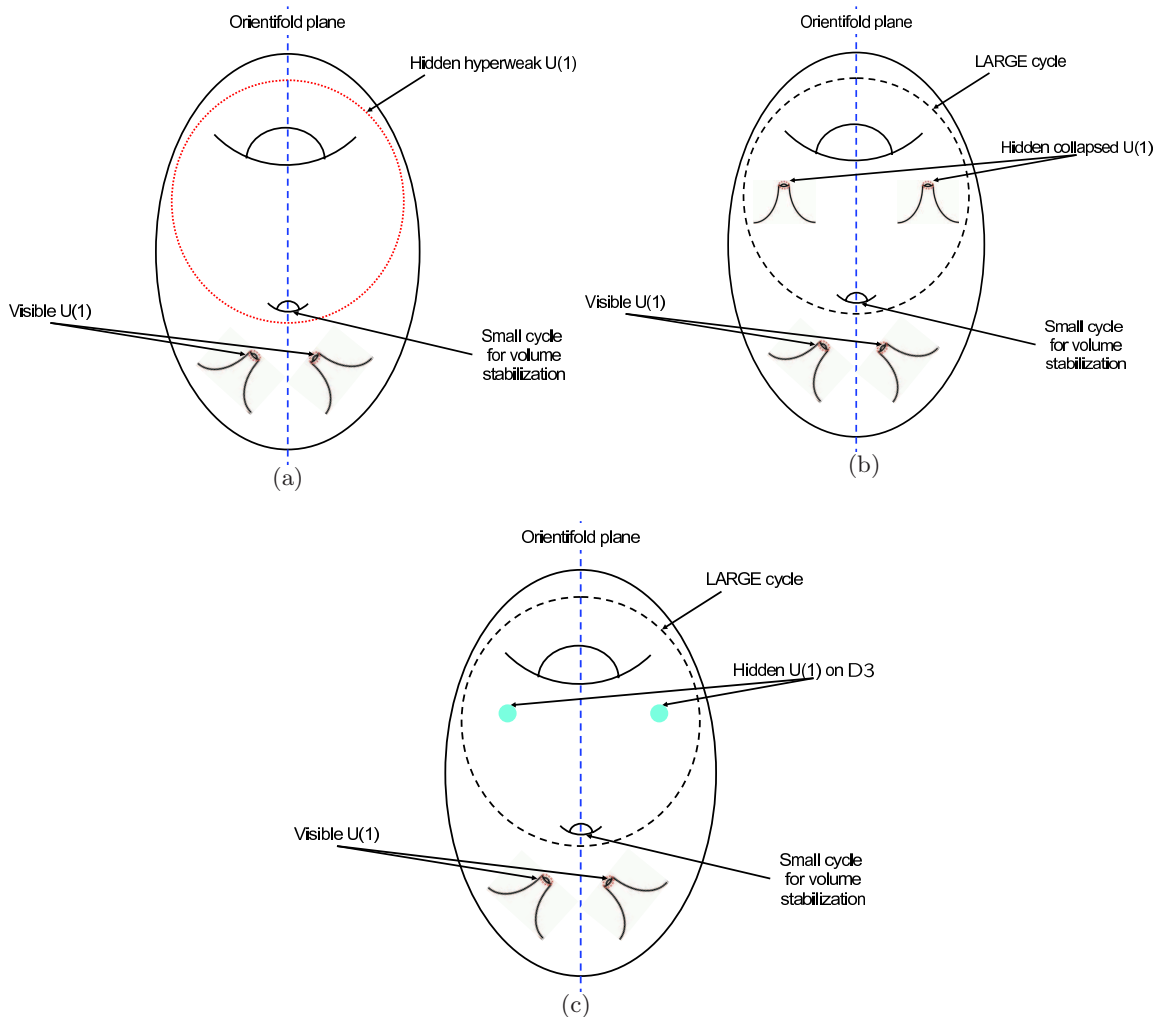 Orientifold plane
Hidden hyperweak U(1)
Visible U(1)
Small cycle
for volume
stabilization
(a)
Orientifold plane
LARGE cycle
Hidden collapsed U(1)
Visible U(1)
Small cycle
for volume
stabilization
(b)
Orientifold plane
LARGE cycle
Hidden U(1) on D3
Visible U(1)
Small cycle
for volume
stabilization
(c)